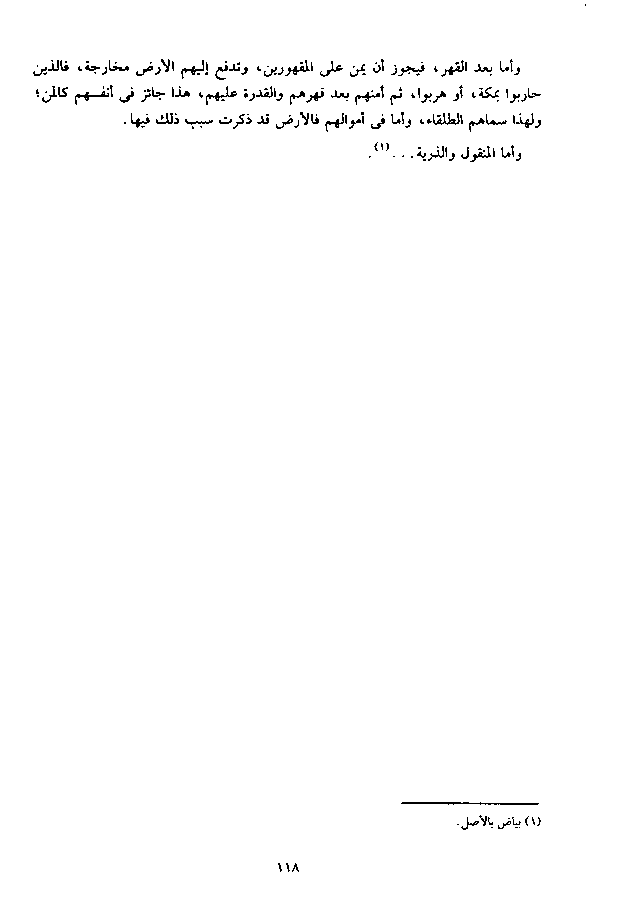 وأما بعد القهر، فيجوز أن يمن على المقهورين، وتدفع إليهم الأرض مخارجة، فالذين
حاربوا بمكة، أو هربوا، ثم أمنهم بعد قهرهم والقدرة عليهم، هذا جائز في أنفسهم كالمن؛
ولهذا سماهم الطلقاء، وأما في أموالهم فالأرض قد ذكرت سبب ذلك فيها.
وأما المنقول والذرية . . . (١).
(١) بياض بالأصل.
١١٨